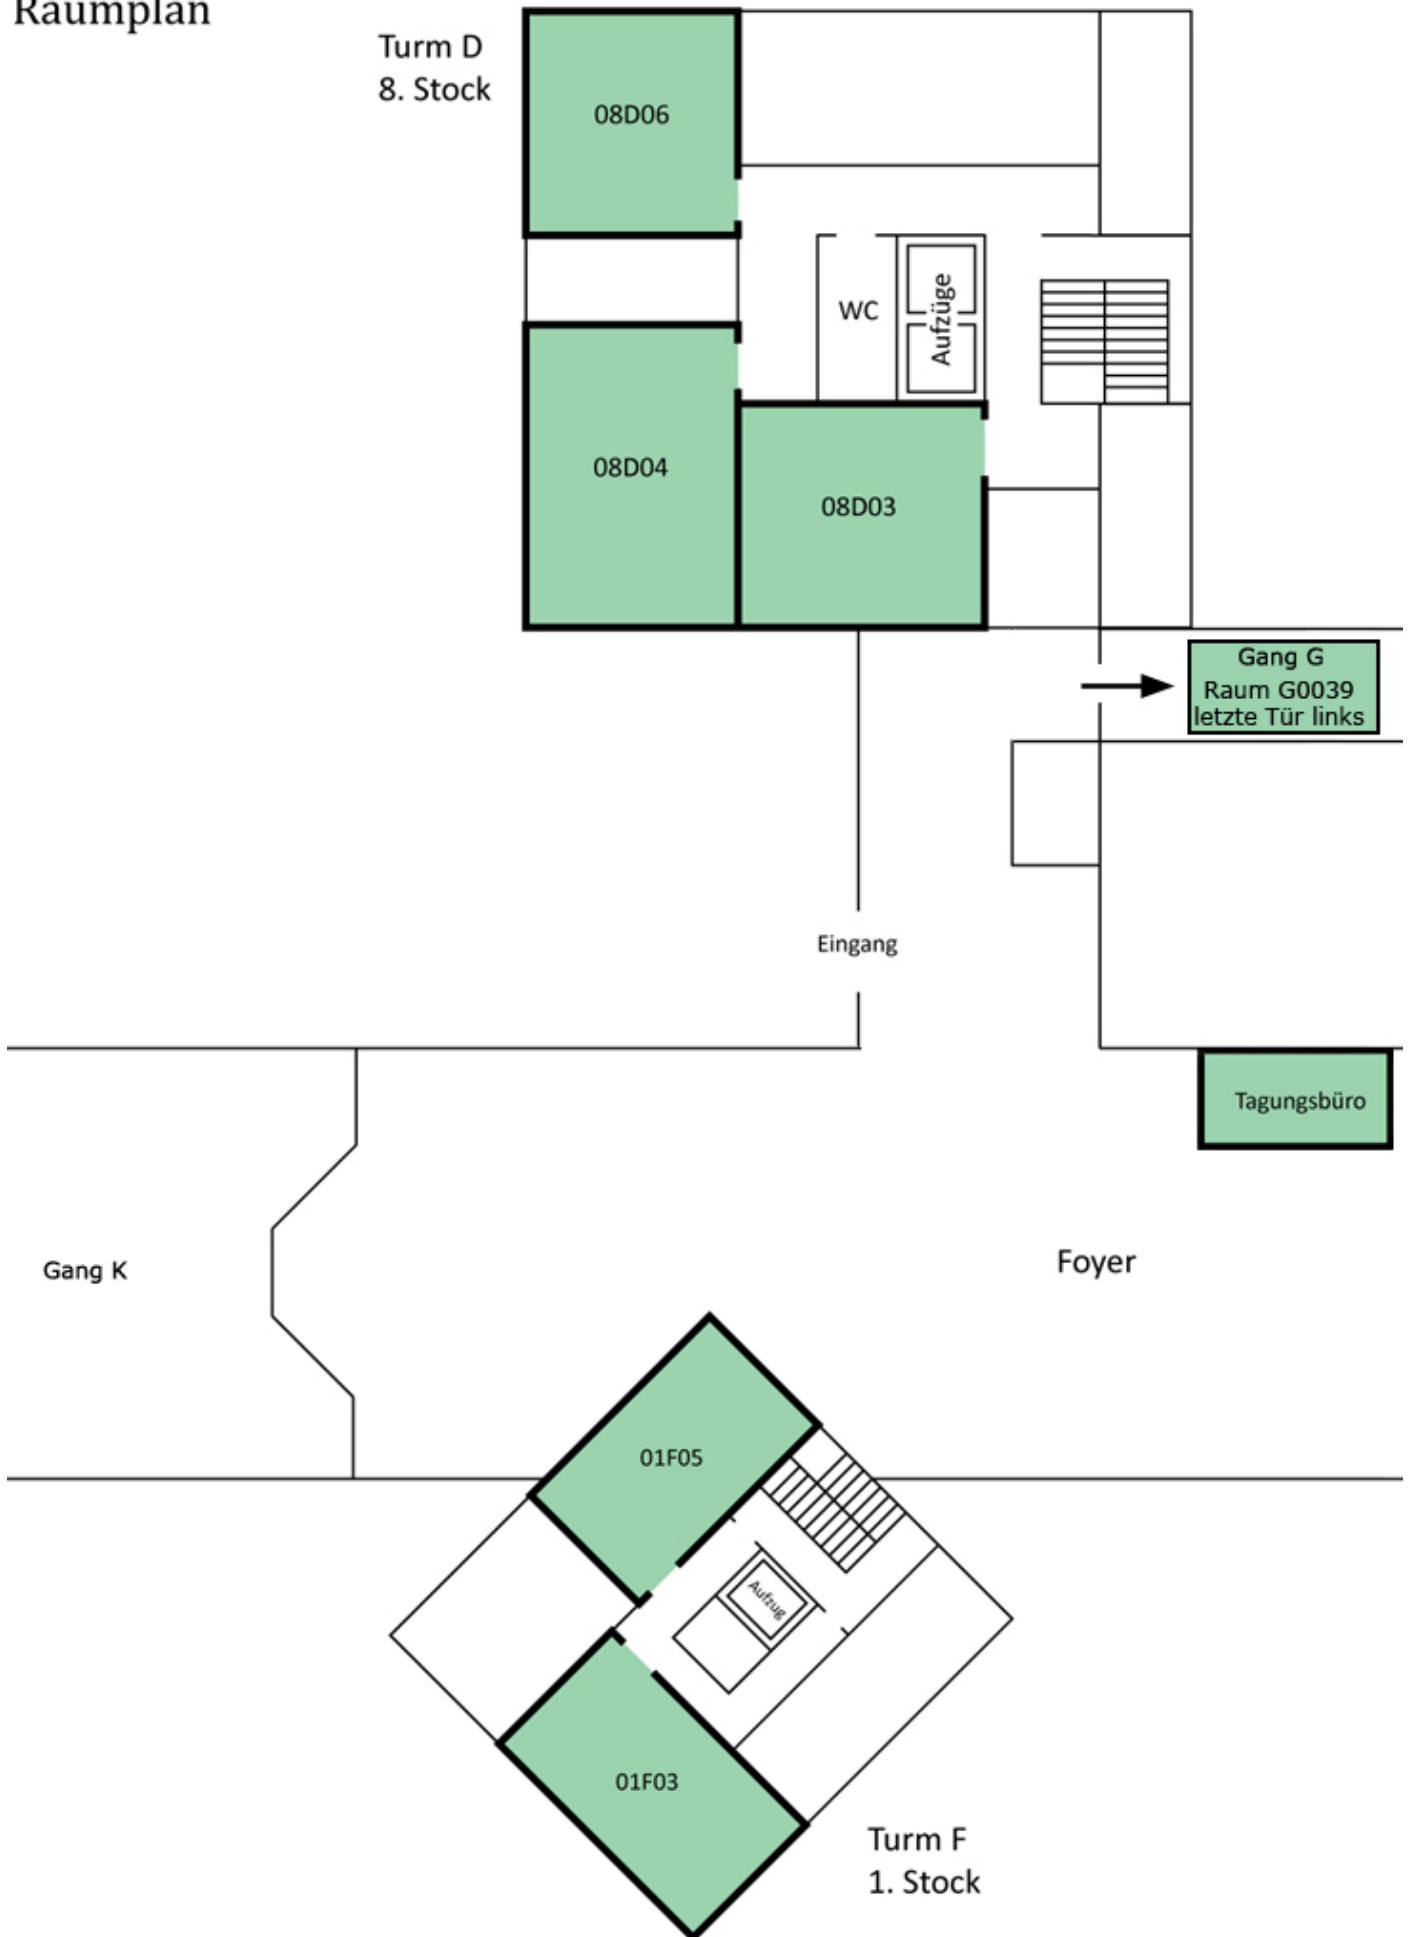 Raumplan
Turm D
8. Stock
08D06
WC
Aufzüge
08D04
08D03
Gang G
Raum G0039
letzte Tür links
Eingang
Tagungsbüro
Gang K
Foyer
01F05
Aufzug
01F03
Turm F
1. Stock